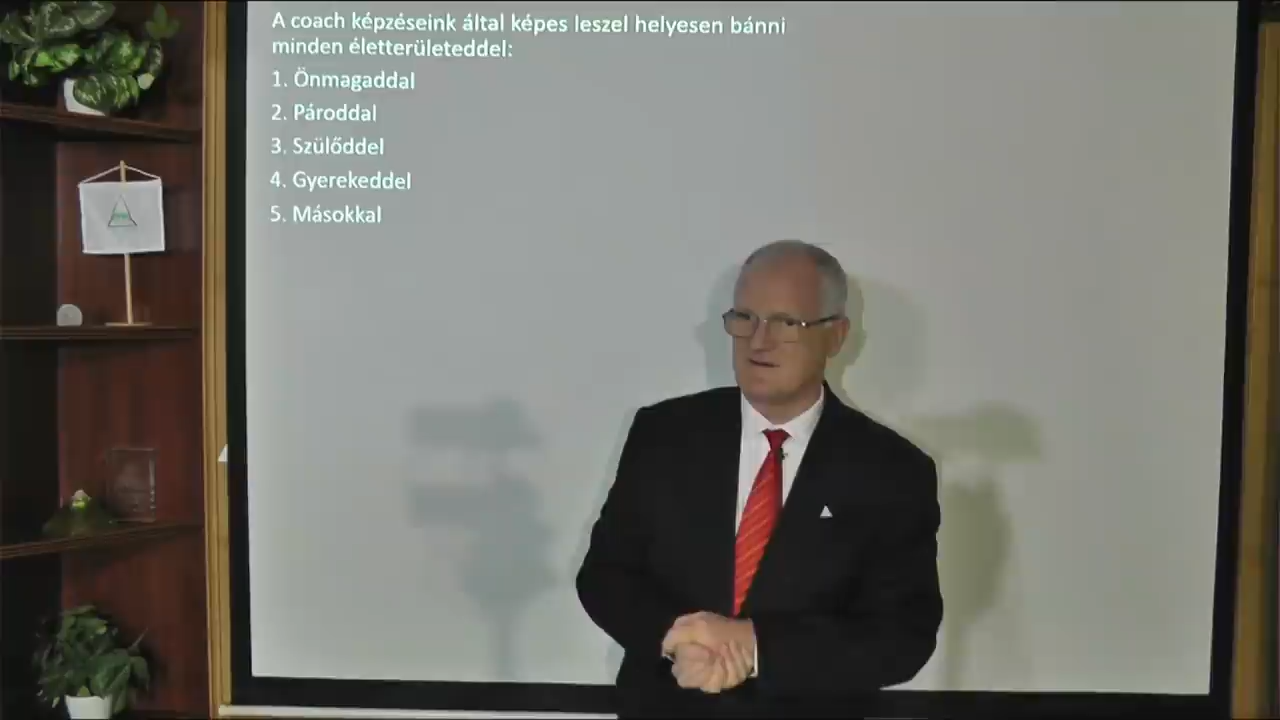 A coach képzéseink által képes leszel helyesen bánni
minden életterületeddel:
1. Önmagaddal
2. Pároddal
3. Szülőddel
4. Gyerekeddel
5. Másokkal